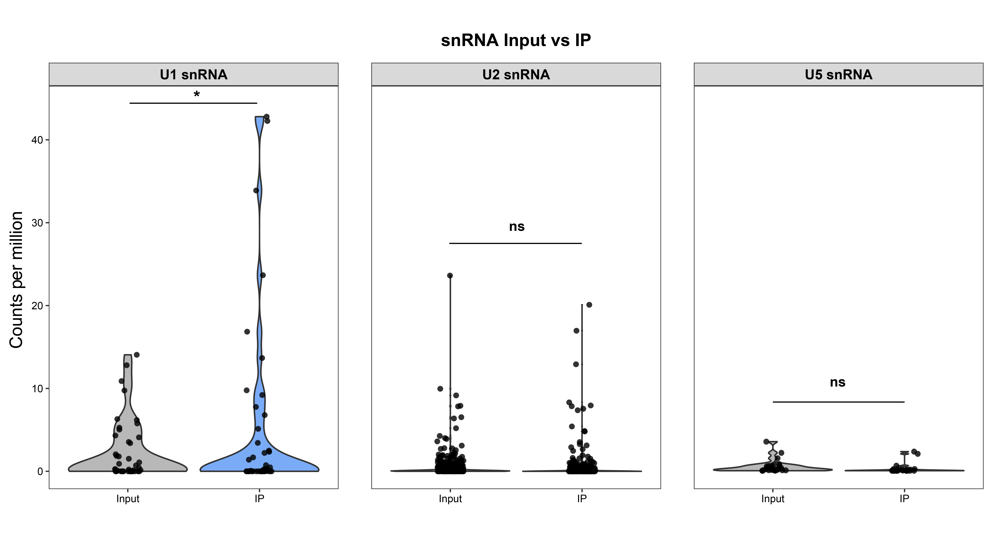 snRNA Input vs IP
U1 snRNA
U2 snRNA
U5 snRNA
*
ns
ns
Counts per million
40
30
20
10
0
Input
IP
Input
IP
Input
IP